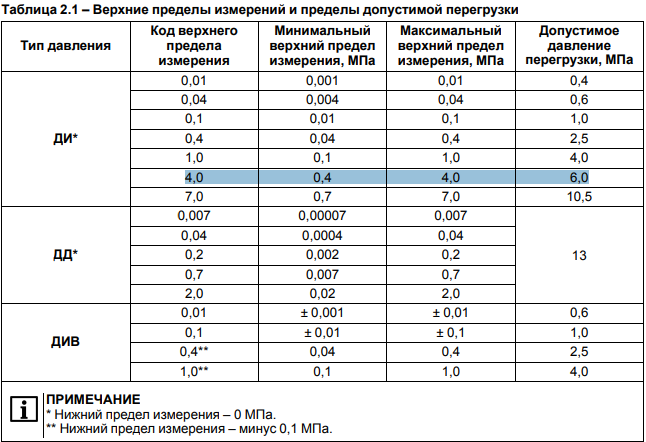 Таблица 2.1 – Верхние пределы измерений и пределы допустимой перегрузки
Тип давления | Код верхнего предела измерения | Минимальный верхний предел измерения, МПа | Максимальный верхний предел измерения, МПа | Допустимое давление перегрузки, МПа
ДИ* | 0,01 | 0,001 | 0,01 | 0,4
0,04 | 0,004 | 0,04 | 0,6
0,1 | 0,01 | 0,1 | 1,0
0,4 | 0,04 | 0,4 | 2,5
1,0 | 0,1 | 1,0 | 4,0
4,0 | 0,4 | 4,0 | 6,0
7,0 | 0,7 | 7,0 | 10,5
ДД* | 0,007 | 0,00007 | 0,007 | 13
0,04 | 0,0004 | 0,04
0,2 | 0,002 | 0,2
0,7 | 0,007 | 0,7
2,0 | 0,02 | 2,0
ДИВ | 0,01 | ± 0,001 | ± 0,01 | 0,6
0,1 | ± 0,01 | ± 0,1 | 1,0
0,4** | 0,04 | 0,4 | 2,5
1,0** | 0,1 | 1,0 | 4,0
i ПРИМЕЧАНИЕ
* Нижний предел измерения – 0 МПа.
** Нижний предел измерения – минус 0,1 МПа.